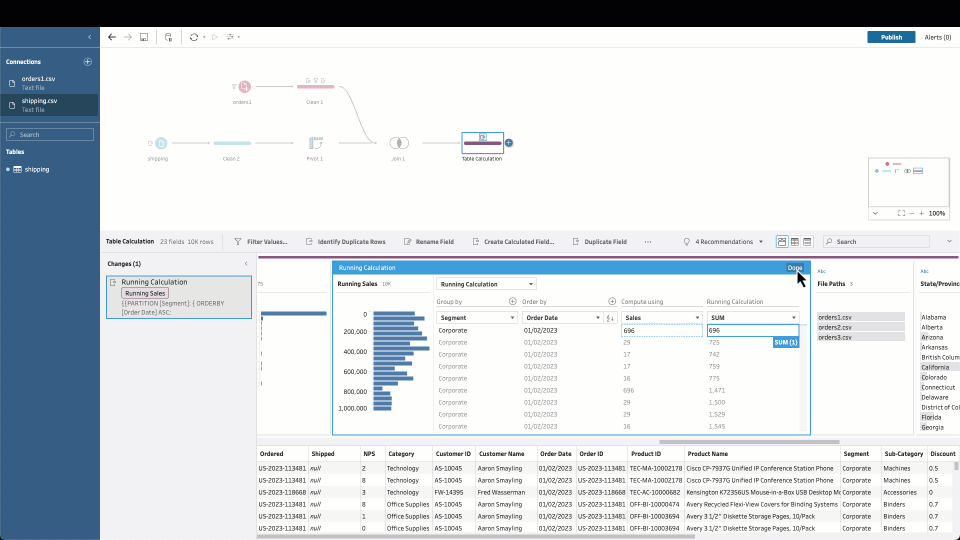 Publish
Alerts (0)
Connections
orders1.csv
Text file
shipping.csv
Text file
Search
Tables
shipping
orders1
Clean 1
shipping
Clean 2
Pivot 1
Join 1
Table Calculation
100%
Table Calculation 23 fields 10K rows
Filter Values...
Identify Duplicate Rows
Rename Field
Create Calculated Field...
Duplicate Field
4 Recommendations
Search
Changes (1)
Running Calculation
Running Sales
{{PARTITION [Segment]: { ORDERBY
[Order Date] ASC:
75
Running Calculation
Done
Running Sales 10K
Running Calculation
Group by
Order by
Compute using
Running Calculation
Segment
Order Date
Sales
SUM
0
200,000
400,000
600,000
800,000
1,000,000
Corporate 01/02/2023 696 696
Corporate 01/02/2023 29 725
SUM (1)
Corporate 01/02/2023 17 742
Corporate 01/02/2023 17 759
Corporate 01/02/2023 16 775
Corporate 01/02/2023 696 1,471
Corporate 01/02/2023 29 1,500
Corporate 01/02/2023 29 1,529
Corporate 01/02/2023 16 1,545
Abc
File Paths 3
orders1.csv
orders2.csv
orders3.csv
Abc
State/Provinc
Alabama
Alberta
Arizona
Arkansas
British Colum
California
Colorado
Connecticut
Delaware
District of Col
Florida
Georgia
Ordered Shipped NPS Category Customer ID Customer Name Order Date Order ID Product ID Product Name Segment Sub-Category Discount
US-2023-113481 null 2 Technology AS-10045 Aaron Smayling 01/02/2023 US-2023-113481 TEC-MA-10002178 Cisco CP-7937G Unified IP Conference Station Phone Corporate Machines 0.5
US-2023-113481 null 8 Technology AS-10045 Aaron Smayling 01/02/2023 US-2023-113481 TEC-MA-10002178 Cisco CP-7937G Unified IP Conference Station Phone Corporate Machines 0.5
US-2023-118668 null 3 Technology FW-14395 Fred Wasserman 01/02/2023 US-2023-118668 TEC-AC-10000682 Kensington K72356US Mouse-in-a-Box USB Desktop Mo Corporate Accessories 0
US-2023-113481 null 8 Office Supplies AS-10045 Aaron Smayling 01/02/2023 US-2023-113481 OFF-BI-10000474 Avery Recycled Flexi-View Covers for Binding Systems Corporate Binders 0.7
US-2023-113481 null 1 Office Supplies AS-10045 Aaron Smayling 01/02/2023 US-2023-113481 OFF-BI-10003694 Avery 3 1/2" Diskette Storage Pages, 10/Pack Corporate Binders 0.7
US-2023-113481 null 0 Office Supplies AS-10045 Aaron Smayling 01/02/2023 US-2023-113481 OFF-BI-10003694 Avery 3 1/2" Diskette Storage Pages, 10/Pack Corporate Binders 0.7